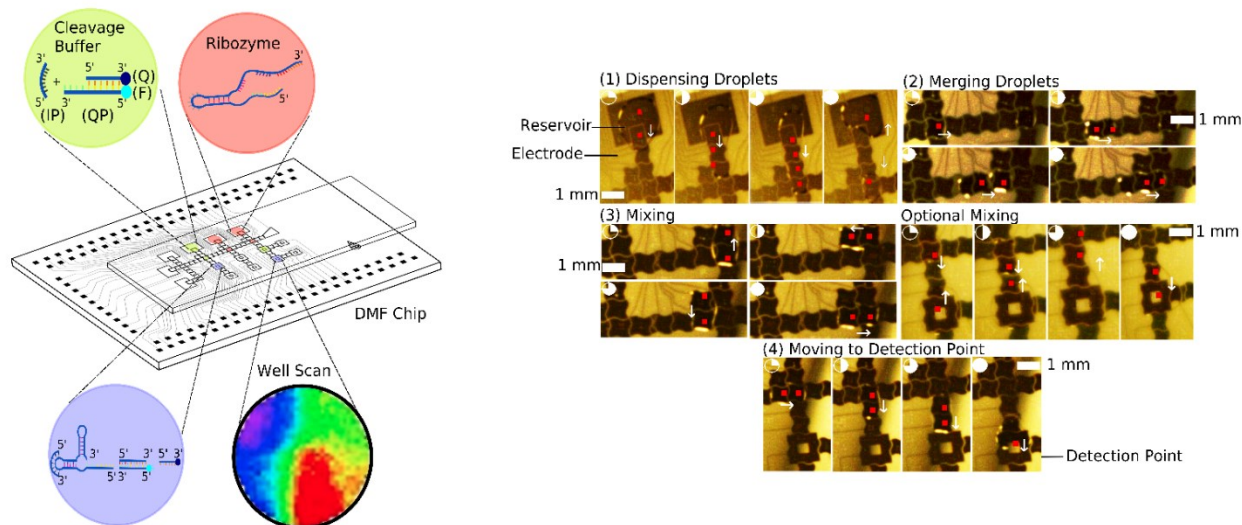 Cleavage
Buffer
3'
5'
+
5'
3'
(Q)
(F)
3'
5'
(IP)
(QP)
Ribozyme
3'
5'
DMF Chip
5'
3'
3'
5'
5'
3'
3'
5'
5'
3'
Well Scan
(1) Dispensing Droplets
Reservoir
Electrode
1 mm
(2) Merging Droplets
1 mm
(3) Mixing
1 mm
Optional Mixing
1 mm
(4) Moving to Detection Point
1 mm
Detection Point